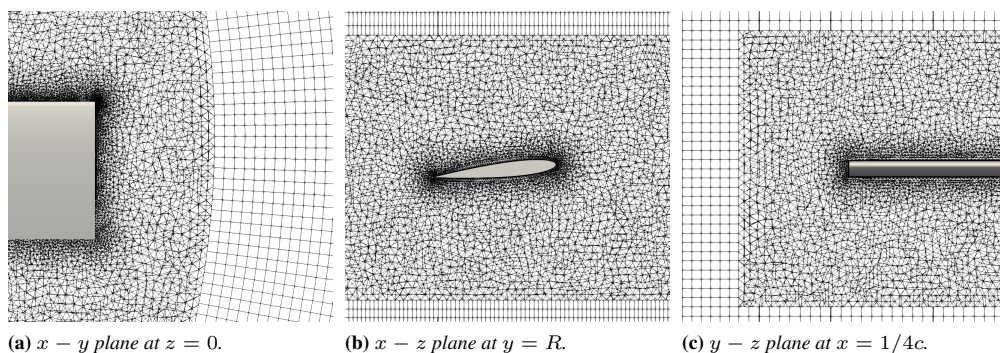 (a) x − y plane at z = 0.
(b) x − z plane at y = R.
(c) y − z plane at x = 1/4c.